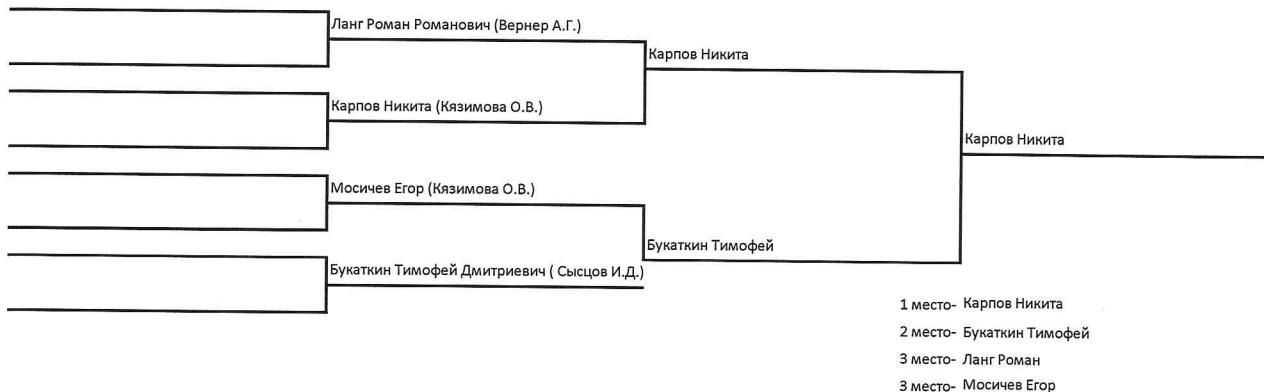 Ланг Роман Романович (Вернер А.Г.)
Карпов Никита
Карпов Никита (Кязимова О.В.)
Карпов Никита
Мосичев Егор (Кязимова О.В.)
Букаткин Тимофей
Букаткин Тимофей Дмитриевич ( Сысцов И.Д.)
1 место- Карпов Никита
2 место- Букаткин Тимофей
3 место- Ланг Роман
3 место- Мосичев Егор